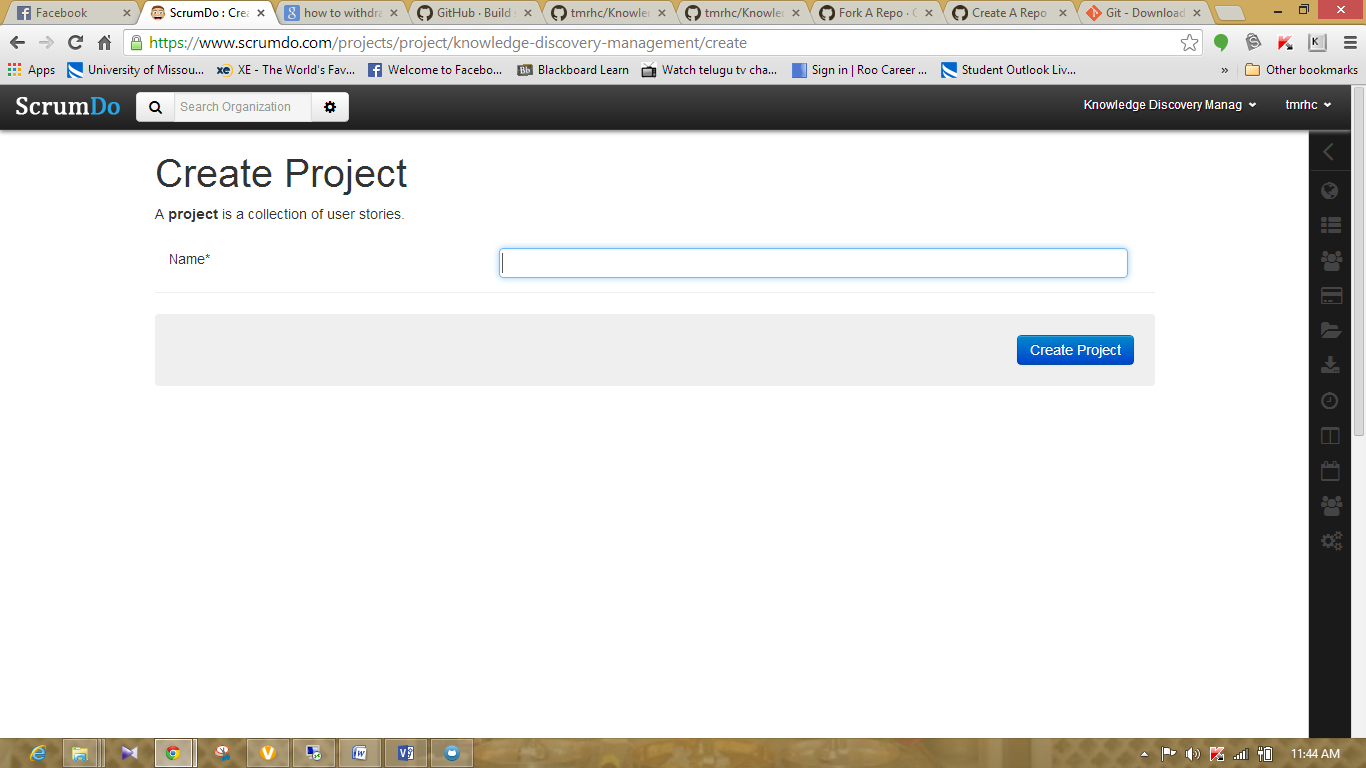 Facebook
ScrumDo : Crea
how to withdra
GitHub · Build s
tmrhc/Knowle
tmrhc/Knowle
Fork A Repo ·
Create A Repo
Git - Download
https://www.scrumdo.com/projects/project/knowledge-discovery-management/create
Apps
University of Missou...
XE - The World's Fav...
Welcome to Facebo...
Bb Blackboard Learn
Watch telugu tv cha...
Sign in | Roo Career ...
Student Outlook Liv...
»
Other bookmarks
ScrumDo
Search Organization
Knowledge Discovery Manag
tmrhc
Create Project
A project is a collection of user stories.
Name*
Create Project
11:44 AM